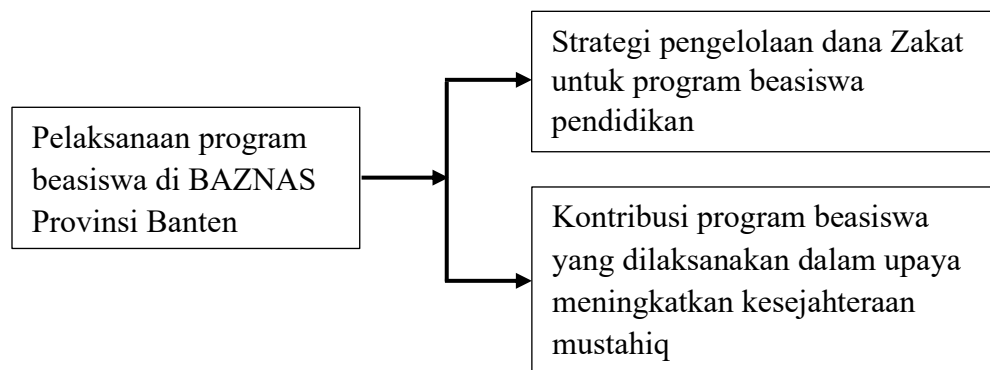 Pelaksanaan program
beasiswa di BAZNAS
Provinsi Banten
Strategi pengelolaan dana Zakat
untuk program beasiswa
pendidikan
Kontribusi program beasiswa
yang dilaksanakan dalam upaya
meningkatkan kesejahteraan
mustahiq